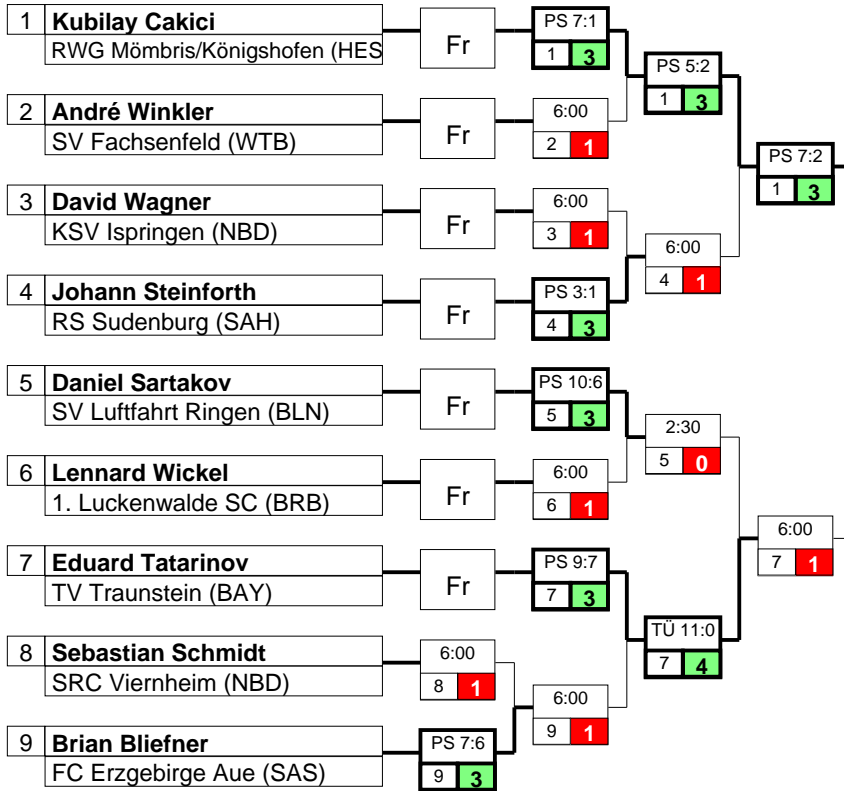 1 Kubilay Cakici
RWG Mömbris/Königshofen (HES
Fr
PS 7:1
1 3
PS 5:2
1 3
2 André Winkler
SV Fachsenfeld (WTB)
Fr
6:00
2 1
PS 7:2
1 3
3 David Wagner
KSV Ispringen (NBD)
Fr
6:00
3 1
6:00
4 1
4 Johann Steinforth
RS Sudenburg (SAH)
Fr
PS 3:1
4 3
5 Daniel Sartakov
SV Luftfahrt Ringen (BLN)
Fr
PS 10:6
5 3
2:30
5 0
6 Lennard Wickel
1. Luckenwalde SC (BRB)
Fr
6:00
6 1
6:00
7 1
7 Eduard Tatarinov
TV Traunstein (BAY)
Fr
PS 9:7
7 3
TÜ 11:0
7 4
8 Sebastian Schmidt
SRC Viernheim (NBD)
6:00
8 1
6:00
9 1
9 Brian Bliefner
FC Erzgebirge Aue (SAS)
PS 7:6
9 3